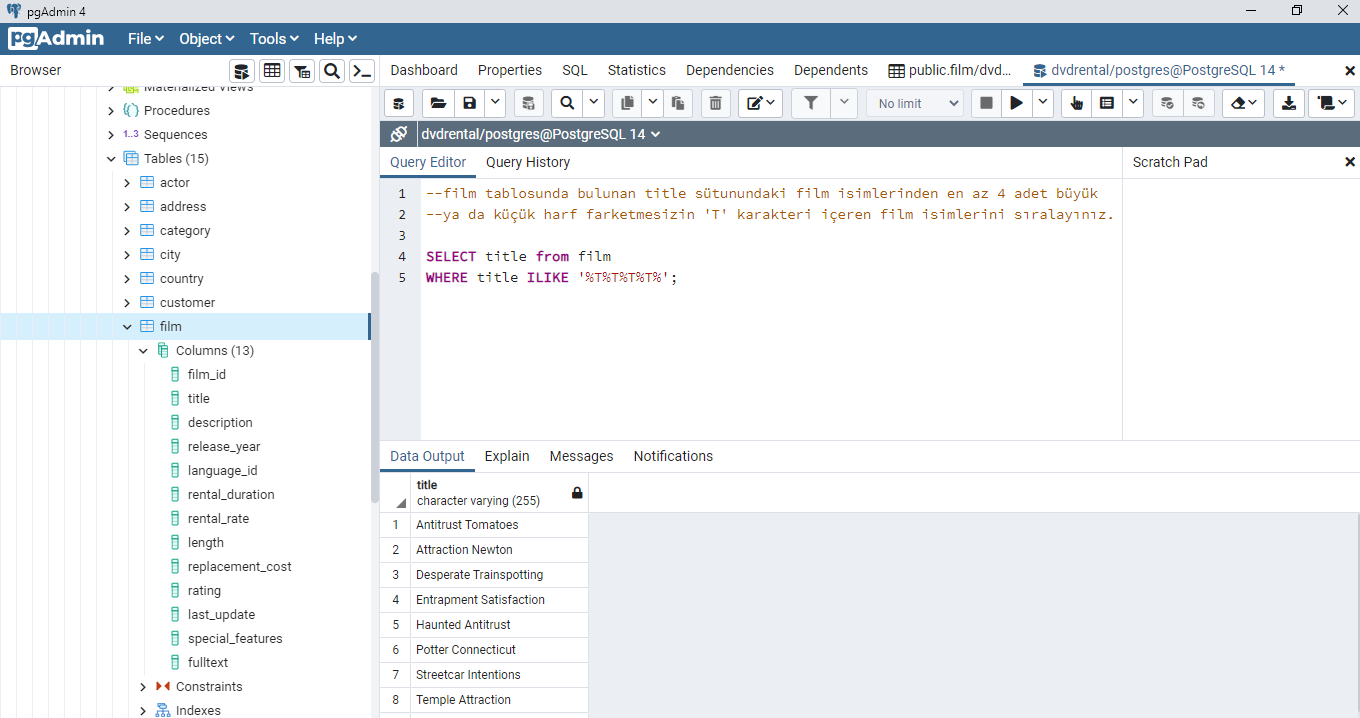 pgAdmin 4
pgAdmin
File Object Tools Help
Browser
Dashboard Properties SQL Statistics Dependencies Dependents public.film/dvd... dvdrental/postgres@PostgreSQL 14 *
Materialized Views
Procedures
1..3 Sequences
Tables (15)
actor
address
category
city
country
customer
film
Columns (13)
film_id
title
description
release_year
language_id
rental_duration
rental_rate
length
replacement_cost
rating
last_update
special_features
fulltext
Constraints
Indexes
No limit
dvdrental/postgres@PostgreSQL 14
Query Editor Query History
Scratch Pad
1 --film tablosunda bulunan title sütunundaki film isimlerinden en az 4 adet büyük
2 --ya da küçük harf farketmesizin 'T' karakteri içeren film isimlerini sıralayınız.
3
4 SELECT title from film
5 WHERE title ILIKE '%T%T%T%T%';
Data Output Explain Messages Notifications
title
character varying (255)
1 Antitrust Tomatoes
2 Attraction Newton
3 Desperate Trainspotting
4 Entrapment Satisfaction
5 Haunted Antitrust
6 Potter Connecticut
7 Streetcar Intentions
8 Temple Attraction